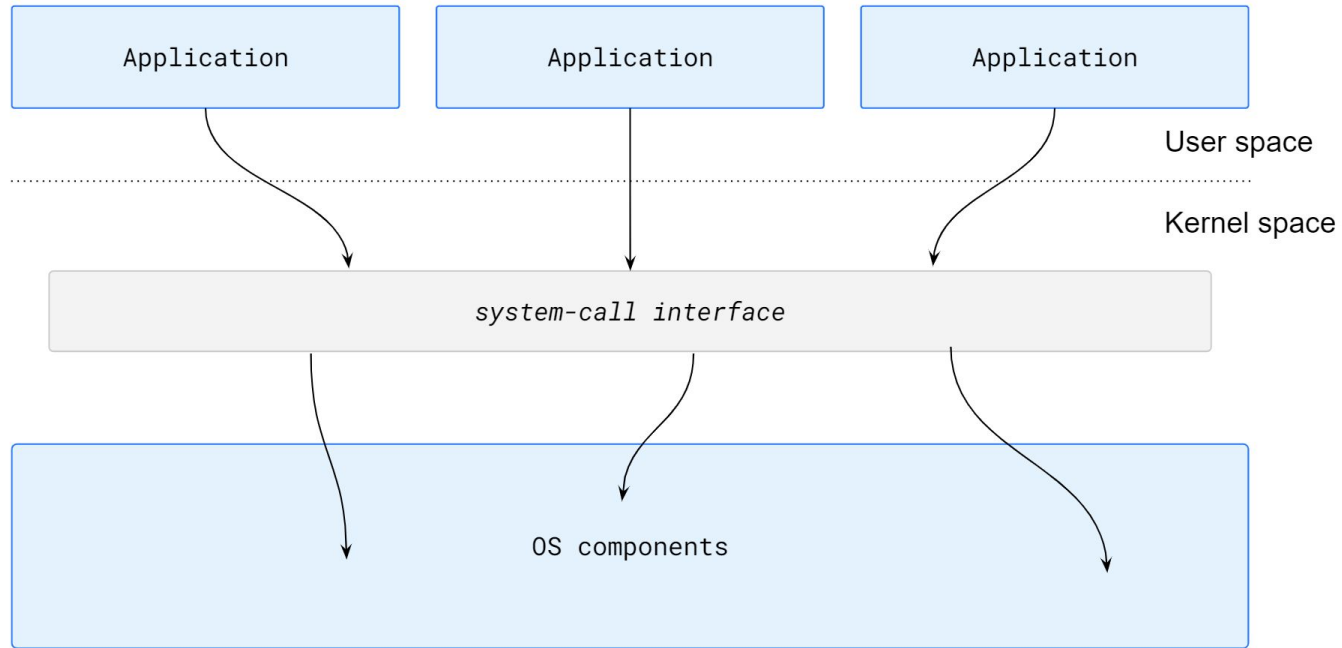 Application
Application
Application
User space
Kernel space
system-call interface
OS components